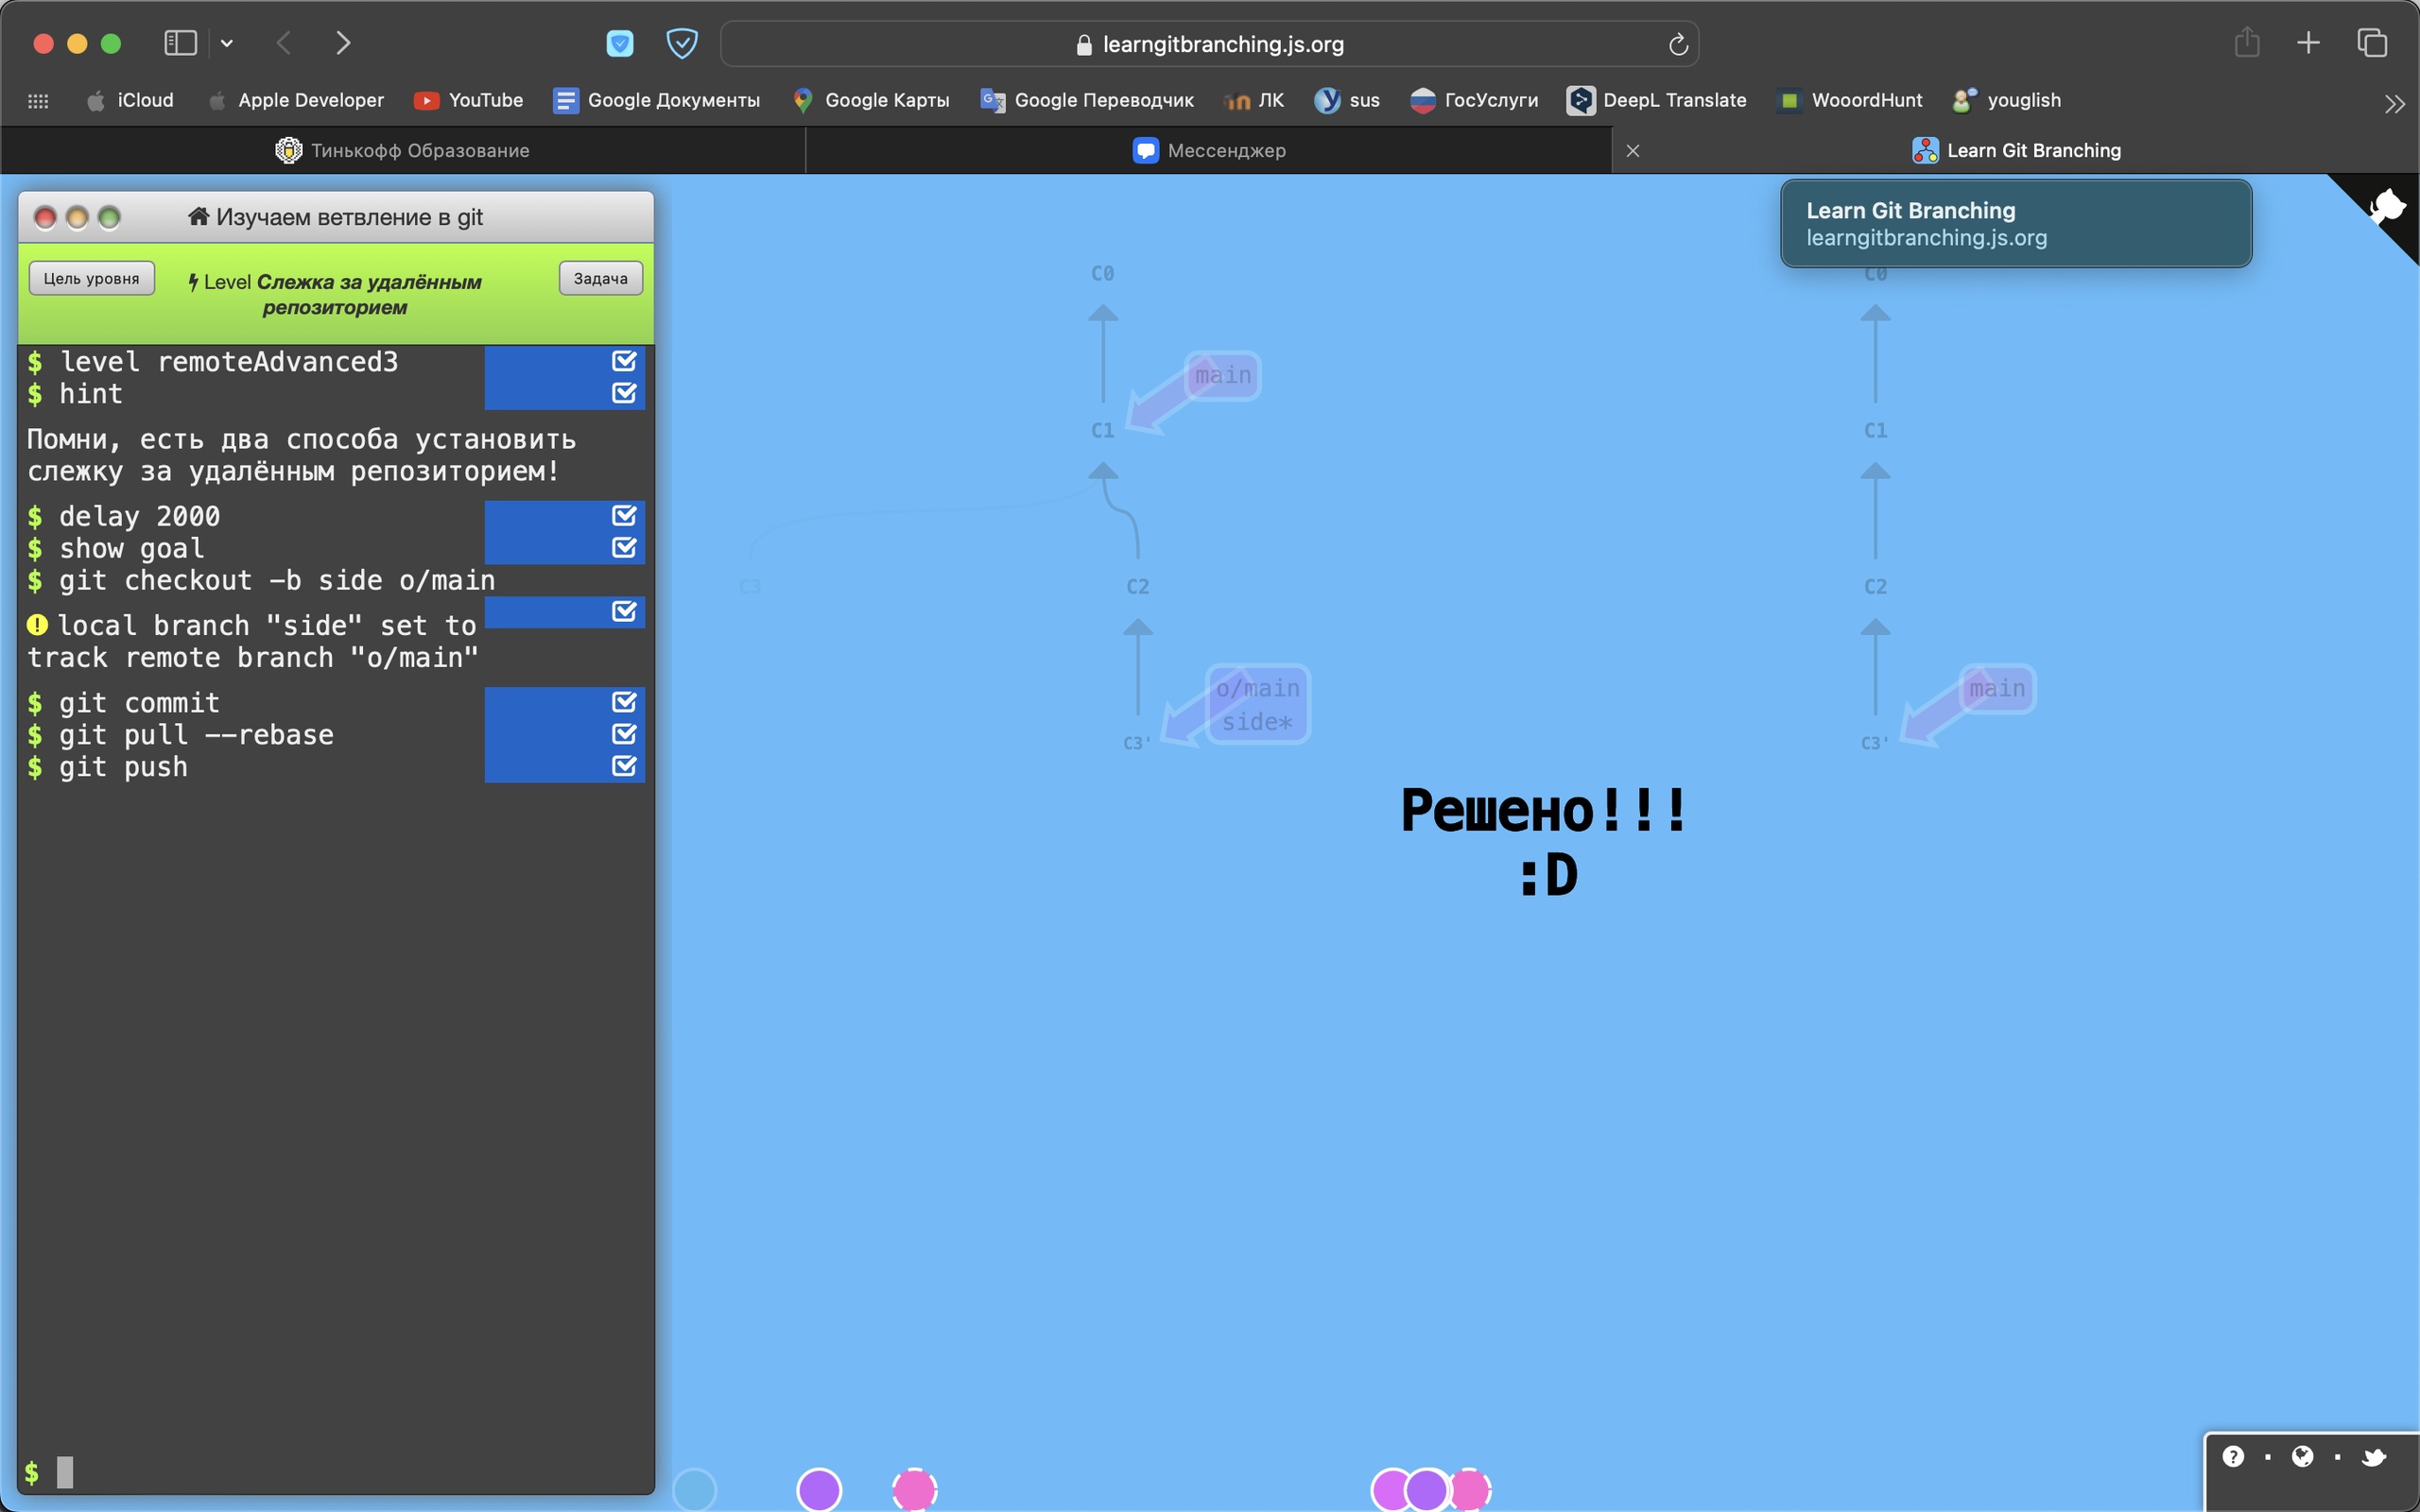 learngitbranching.js.org
iCloud
Apple Developer
YouTube
Google Документы
Google Карты
Google Переводчик
ЛК
sus
ГосУслуги
DeepL Translate
WooordHunt
youglish
Тинькофф Образование
Мессенджер
Learn Git Branching
Learn Git Branching
learngitbranching.js.org
Изучаем ветвление в git
Цель уровня
Level Слежка за удалённым
репозиторием
Задача
$ level remoteAdvanced3
$ hint
Помни, есть два способа установить
слежку за удалённым репозиторием!
$ delay 2000
$ show goal
$ git checkout -b side o/main
local branch "side" set to
track remote branch "o/main"
$ git commit
$ git pull --rebase
$ git push
$
C0
main
C1
C3
C2
o/main
side*
C3'
C0
C1
C2
main
C3'
Решено!!!
:D